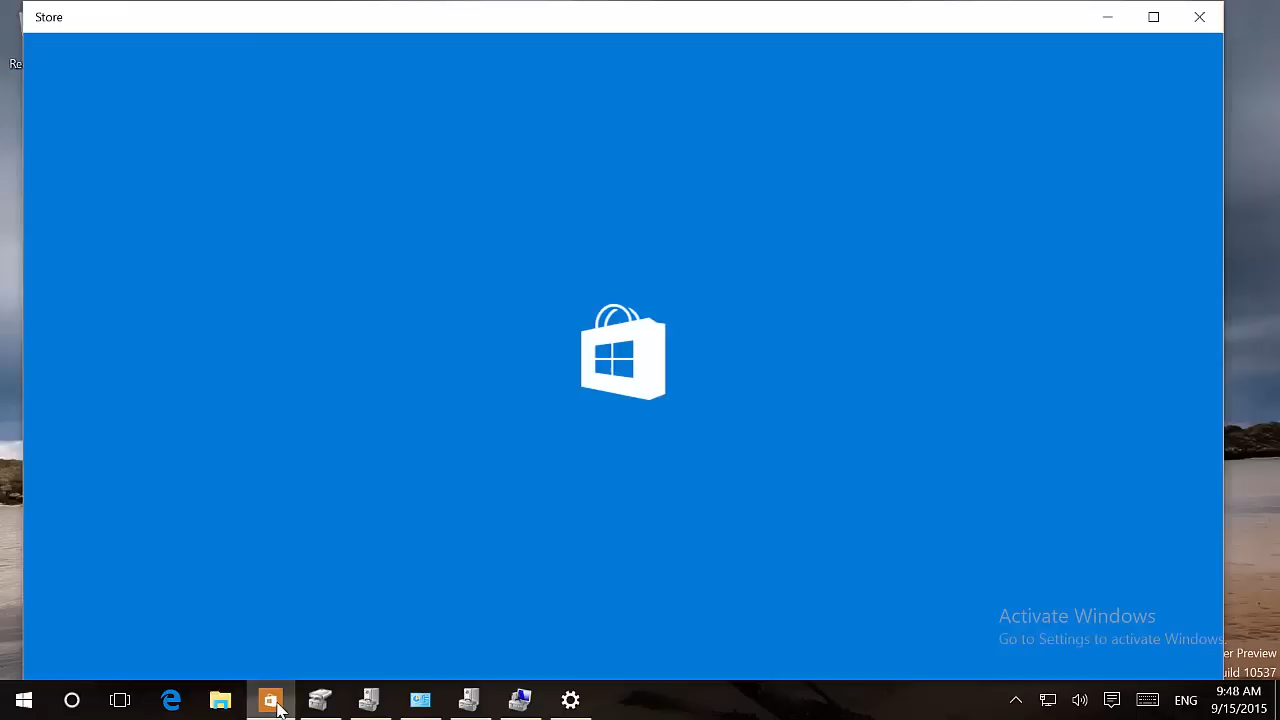 Store
Re
Activate Windows
Go to Settings to activate Windows.
er Preview
uild 10537
ENG
9:48 AM
9/15/2015